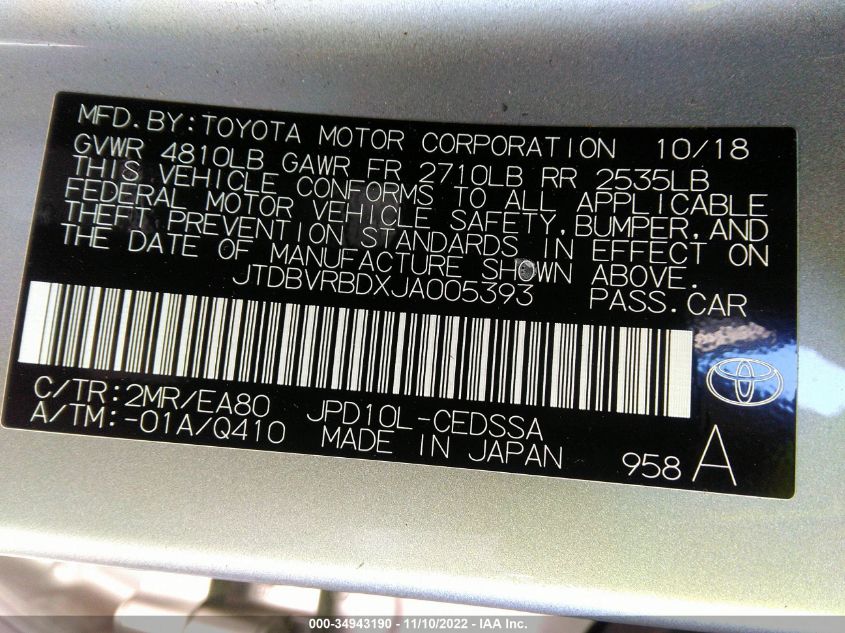 MFD. BY: TOYOTA MOTOR CORPORATION 10/18
GVWR 4810LB GAWR FR 2710LB RR 2535LB
THIS VEHICLE CONFORMS TO ALL APPLICABLE
FEDERAL MOTOR VEHICLE SAFETY, BUMPER, AND
THEFT PREVENTION STANDARDS IN EFFECT ON
THE DATE OF MANUFACTURE SHOWN ABOVE.
JTDBVRBDXJA005393 PASS. CAR
C/TR: 2MR/EA80 JPD10L-CEDSSA
A/TM: -01A/Q410 MADE IN JAPAN 958 A
000-34943190 - 11/10/2022 - IAA Inc.